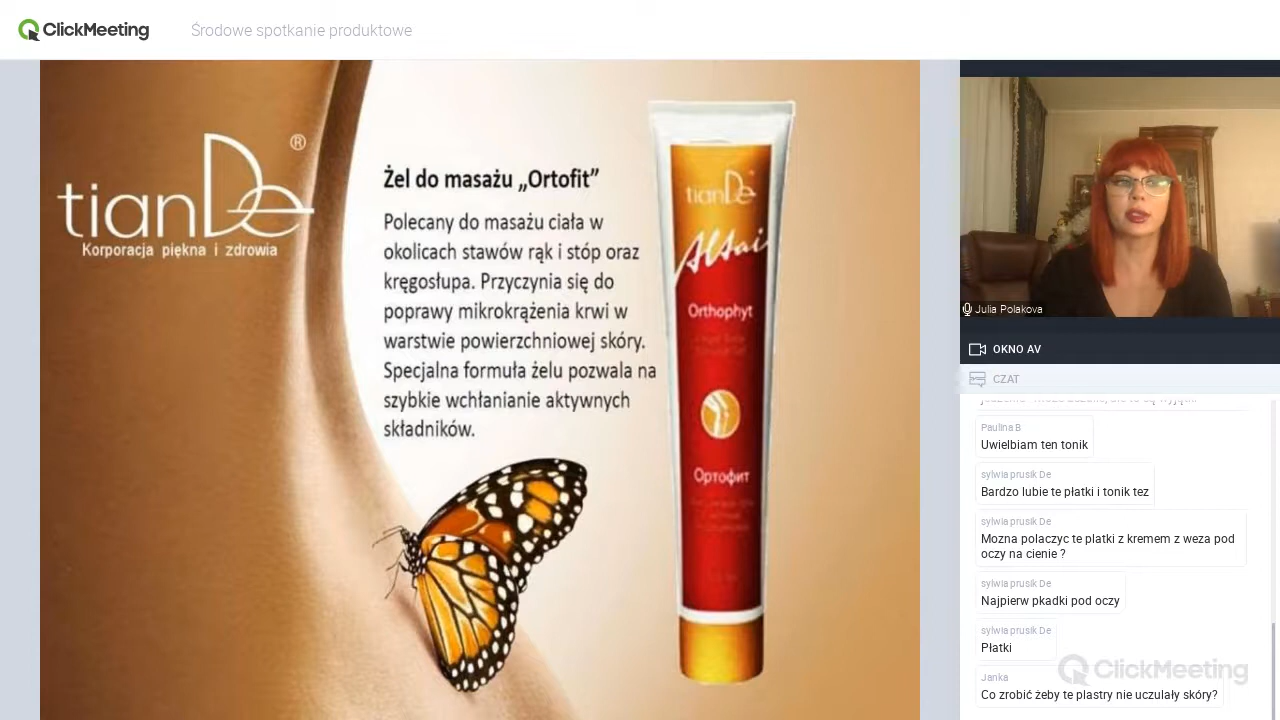 ClickMeeting
Środowe spotkanie produktowe
tianDe®
Korporacja piękna i zdrowia
Żel do masażu „Ortofit”
Polecany do masażu ciała w
okolicach stawów rąk i stóp oraz
kręgosłupa. Przyczynia się do
poprawy mikrokrążenia krwi w
warstwie powierzchniowej skóry.
Specjalna formuła żelu pozwala na
szybkie wchłanianie aktywnych
składników.
tianDe
Altai
Orthophyt
Ортофит
Julia Polakova
OKNO AV
CZAT
Paulina B
Uwielbiam ten tonik
sylwia prusik De
Bardzo lubie te płatki i tonik tez
sylwia prusik De
Mozna polaczyc te platki z kremem z weza pod
oczy na cienie ?
sylwia prusik De
Najpierw pkadki pod oczy
sylwia prusik De
Płatki
Janka
Co zrobić żeby te plastry nie uczulały skóry?
ClickMeeting